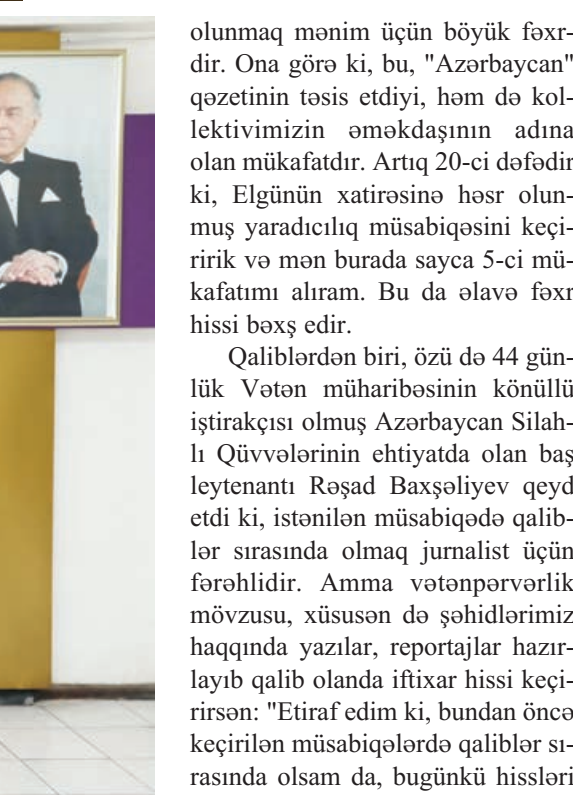 olunmaq mənim üçün böyük fəxr-
dir. Ona görə ki, bu, "Azərbaycan"
qəzetinin təsis etdiyi, həm də kol-
lektivimizin əməkdaşının adına
olan mükafatdır. Artıq 20-ci dəfədir
ki, Elgünün xatirəsinə həsr olun-
muş yaradıcılıq müsabiqəsini keçi-
ririk və mən burada sayca 5-ci mü-
kafatımı alıram. Bu da əlavə fəxr
hissi bəxş edir.
Qaliblərdən biri, özü də 44 gün-
lük Vətən müharibəsinin könüllü
iştirakçısı olmuş Azərbaycan Silah-
lı Qüvvələrinin ehtiyatda olan baş
leytenantı Rəşad Baxşəliyev qeyd
etdi ki, istənilən müsabiqədə qalib-
lər sırasında olmaq jurnalist üçün
fərəhlidir. Amma vətənpərvərlik
mövzusu, xüsusən də şəhidlərimiz
haqqında yazılar, reportajlar hazır-
layıb qalib olanda iftixar hissi keçi-
rirsən: "Etiraf edim ki, bundan öncə
keçirilən müsabiqələrdə qaliblər sı-
rasında olsam da, bugünkü hissləri